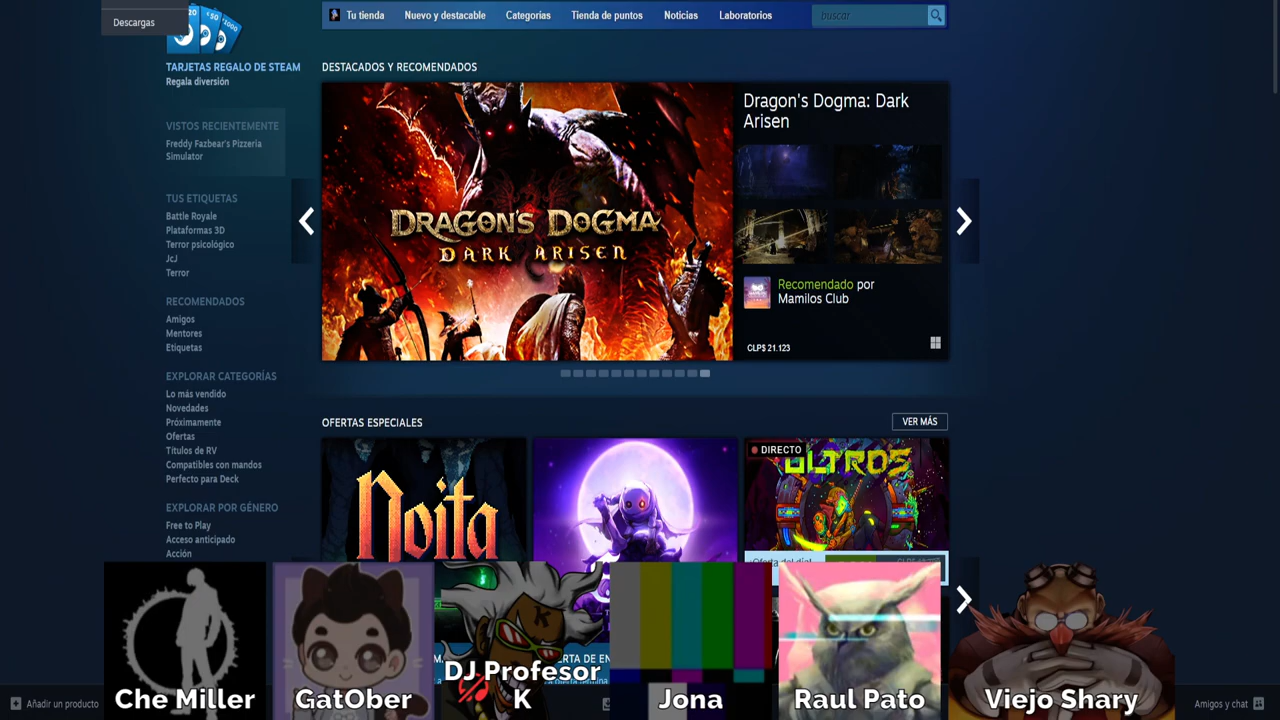 Descargas
Tu tienda
Nuevo y destacable
Categorías
Tienda de puntos
Noticias
Laboratorios
buscar
TARJETAS REGALO DE STEAM
Regala diversión
VISTOS RECIENTEMENTE
Freddy Fazbear's Pizzeria
Simulator
TUS ETIQUETAS
Battle Royale
Plataformas 3D
Terror psicológico
JcJ
Terror
RECOMENDADOS
Amigos
Mentores
Etiquetas
EXPLORAR CATEGORÍAS
Lo más vendido
Novedades
Próximamente
Ofertas
Títulos de RV
Compatibles con mandos
Perfecto para Deck
EXPLORAR POR GÉNERO
Free to Play
Acceso anticipado
Acción
DESTACADOS Y RECOMENDADOS
DRAGON'S DOGMA
DARK ARISEN
Dragon's Dogma: Dark
Arisen
Recomendado por
Mamilos Club
CLP$ 21.123
OFERTAS ESPECIALES
VER MÁS
Noita
DIRECTO
ULTROS
Oferta del día!
Che Miller
GatOber
DJ Profesor
K
Jona
Raul Pato
Viejo Shary
Añadir un producto
Amigos y chat